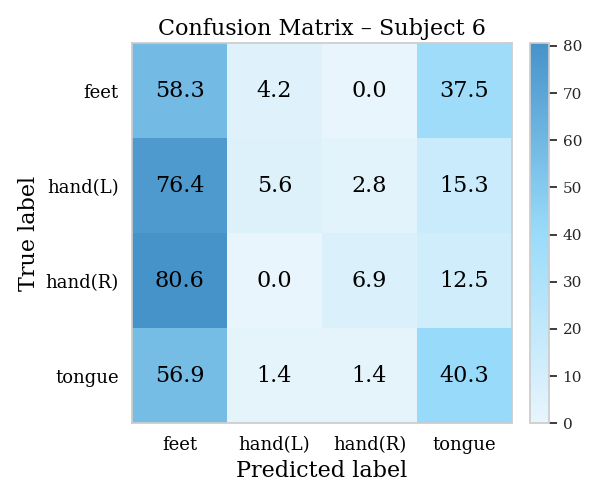 Confusion Matrix – Subject 6
True label
feet 58.3 4.2 0.0 37.5
hand(L) 76.4 5.6 2.8 15.3
hand(R) 80.6 0.0 6.9 12.5
tongue 56.9 1.4 1.4 40.3
feet hand(L) hand(R) tongue
Predicted label
80
70
60
50
40
30
20
10
0